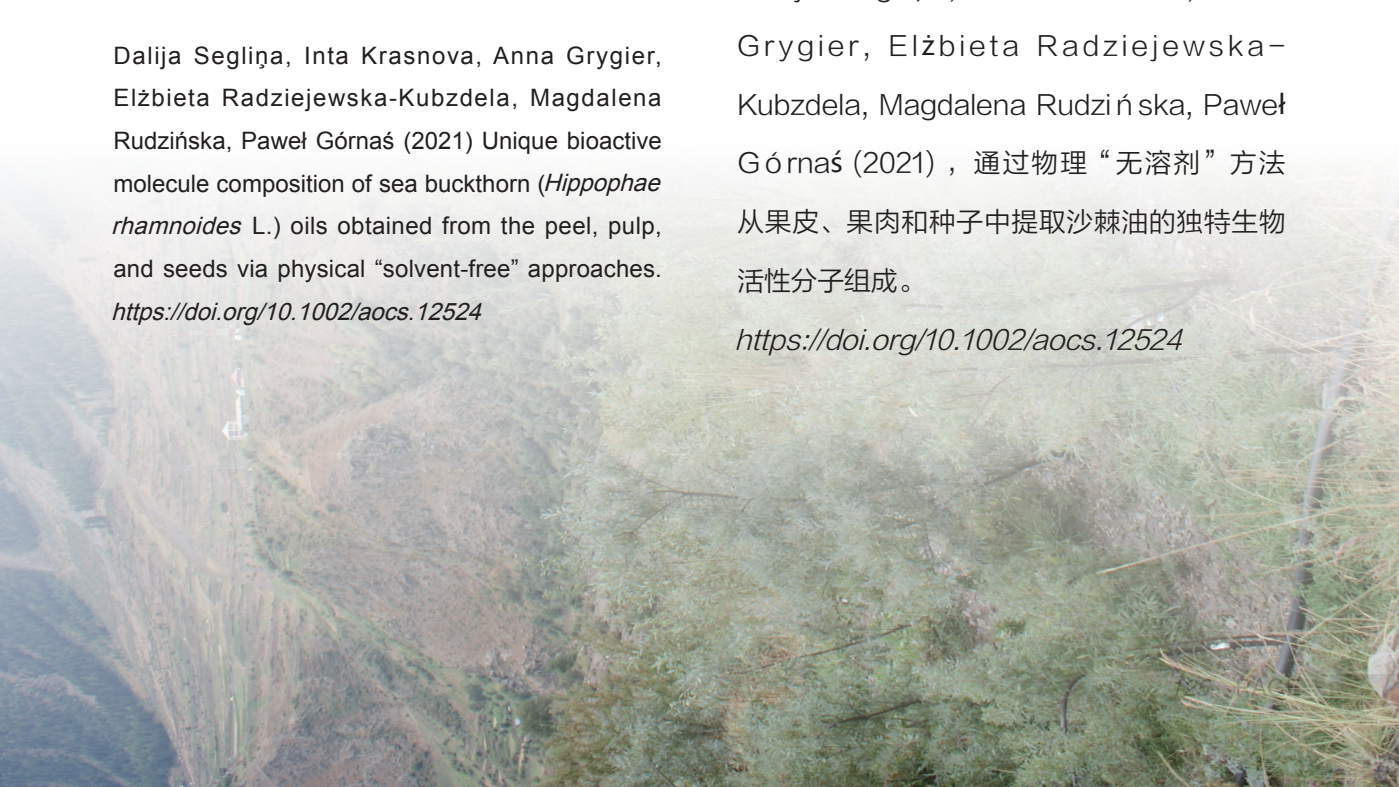 Dalija Segliņa, Inta Krasnova, Anna Grygier,
Elżbieta Radziejewska-Kubzdela, Magdalena
Rudzińska, Paweł Górnaś (2021) Unique bioactive
molecule composition of sea buckthorn (Hippophae
rhamnoides L.) oils obtained from the peel, pulp,
and seeds via physical “solvent-free” approaches.
https://doi.org/10.1002/aocs.12524
Grygier, Elżbieta Radziejewska-
Kubzdela, Magdalena Rudzińska, Paweł
Górnaś (2021) ，通过物理“无溶剂”方法
从果皮、果肉和种子中提取沙棘油的独特生物
活性分子组成。
https://doi.org/10.1002/aocs.12524